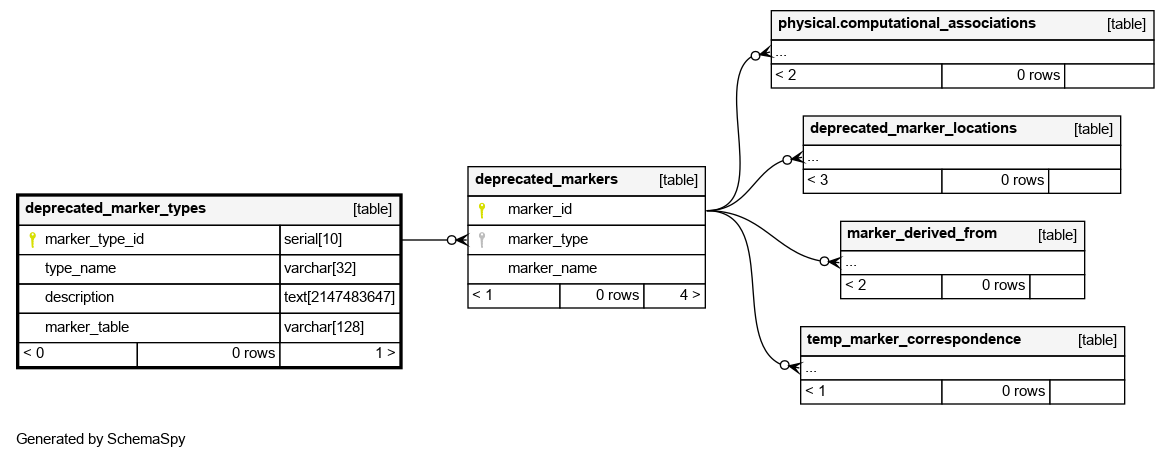 physical.computational_associations [table]
...
< 2 0 rows
deprecated_marker_locations [table]
...
< 3 0 rows
deprecated_markers [table]
marker_id
marker_type
marker_name
< 1 0 rows 4 >
deprecated_marker_types [table]
marker_type_id serial[10]
type_name varchar[32]
description text[2147483647]
marker_table varchar[128]
< 0 0 rows 1 >
marker_derived_from [table]
...
< 2 0 rows
temp_marker_correspondence [table]
...
< 1 0 rows
Generated by SchemaSpy